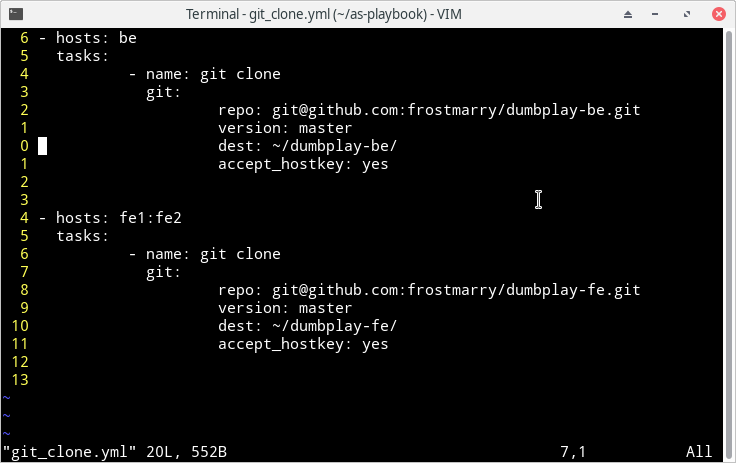 Terminal - git_clone.yml (~/as-playbook) - VIM
6 - hosts: be
5   tasks:
4           - name: git clone
3             git:
2                     repo: git@github.com:frostmarry/dumbplay-be.git
1                     version: master
0                     dest: ~/dumbplay-be/
1                     accept_hostkey: yes
2
3
4 - hosts: fe1:fe2
5   tasks:
6           - name: git clone
7             git:
8                     repo: git@github.com:frostmarry/dumbplay-fe.git
9                     version: master
10                     dest: ~/dumbplay-fe/
11                     accept_hostkey: yes
12
13
~
~
~
"git_clone.yml" 20L, 552B 7,1 All